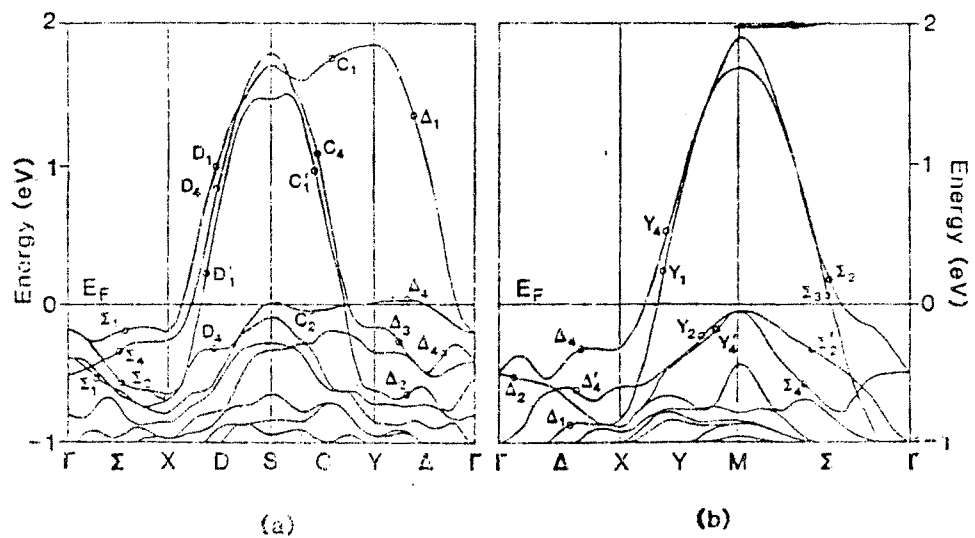 (a)
(b)
2
1
0
-1
Energy (eV)
E_F
Σ₁
Σ₄
Σ₁
Σ₂
D₁
D₄
D₁'
D₄
C₁
C₄
C₁'
C₂
Δ₁
Δ₄
Δ₃
Δ₄
Δ₂
Γ Σ X D S C Y Δ Γ
2
1
0
-1
Energy (eV)
E_F
Δ₄
Δ₂
Δ₄'
Δ₁
Y₄
Y₁
Y₂
Y₄'
Σ₂
Σ₃
Σ₂'
Σ₄
Γ Δ X Y M Σ Γ
(a)
(b)